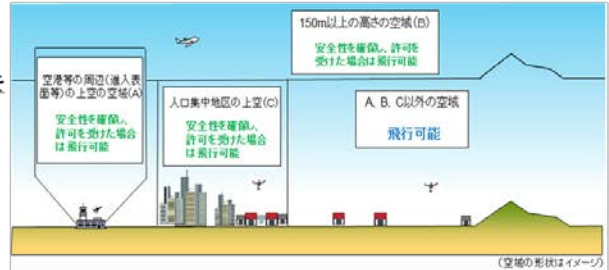 150m以上の高さの空域(B)
安全性を確保し、許可を
受けた場合は飛行可能
空港等の周辺(進入表
面等)の上空の空域(A)
安全性を確保し、
許可を受けた場合
は飛行可能
人口集中地区の上空(C)
安全性を確保し、
許可を受けた場合
は飛行可能
A, B, C以外の空域
飛行可能
(空域の形状はイメージ)